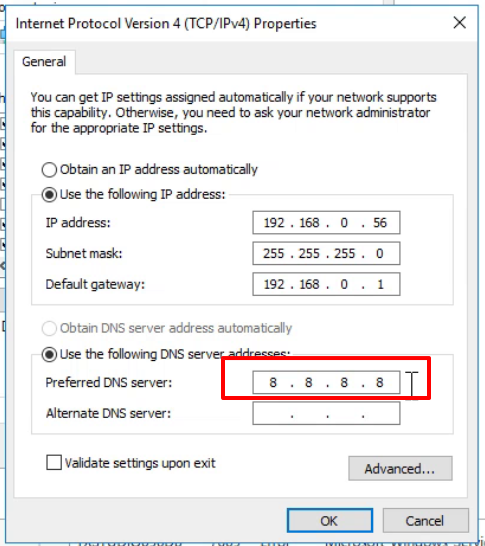 Internet Protocol Version 4 (TCP/IPv4) Properties
General
You can get IP settings assigned automatically if your network supports
this capability. Otherwise, you need to ask your network administrator
for the appropriate IP settings.
Obtain an IP address automatically
Use the following IP address:
IP address: 192 . 168 . 0 . 56
Subnet mask: 255 . 255 . 255 . 0
Default gateway: 192 . 168 . 0 . 1
Obtain DNS server address automatically
Use the following DNS server addresses:
Preferred DNS server: 8 . 8 . 8 . 8
Alternate DNS server: . . .
Validate settings upon exit
Advanced...
OK Cancel